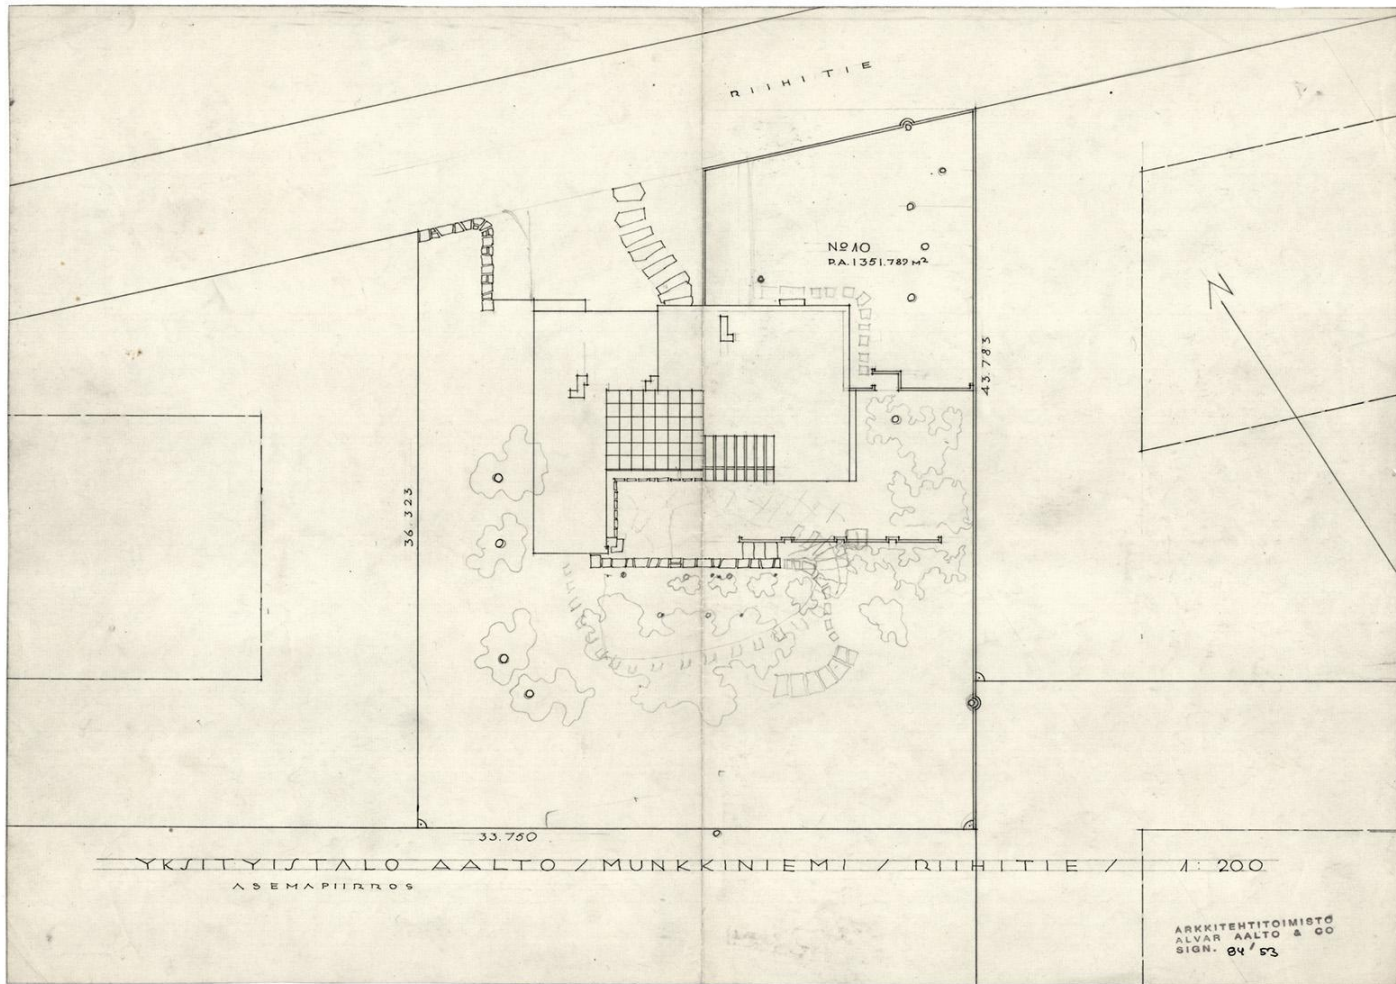 RIIHITIE
No 10
P.A. 1351.789 M2
43.783
36.323
33.750
YKSITYISTALO AALTO / MUNKKINIEMI / RIIHITIE / 1:200
ASEMAPIIRROS
ARKKITEHTITOIMISTO
ALVAR AALTO & CO
SIGN. 84/53